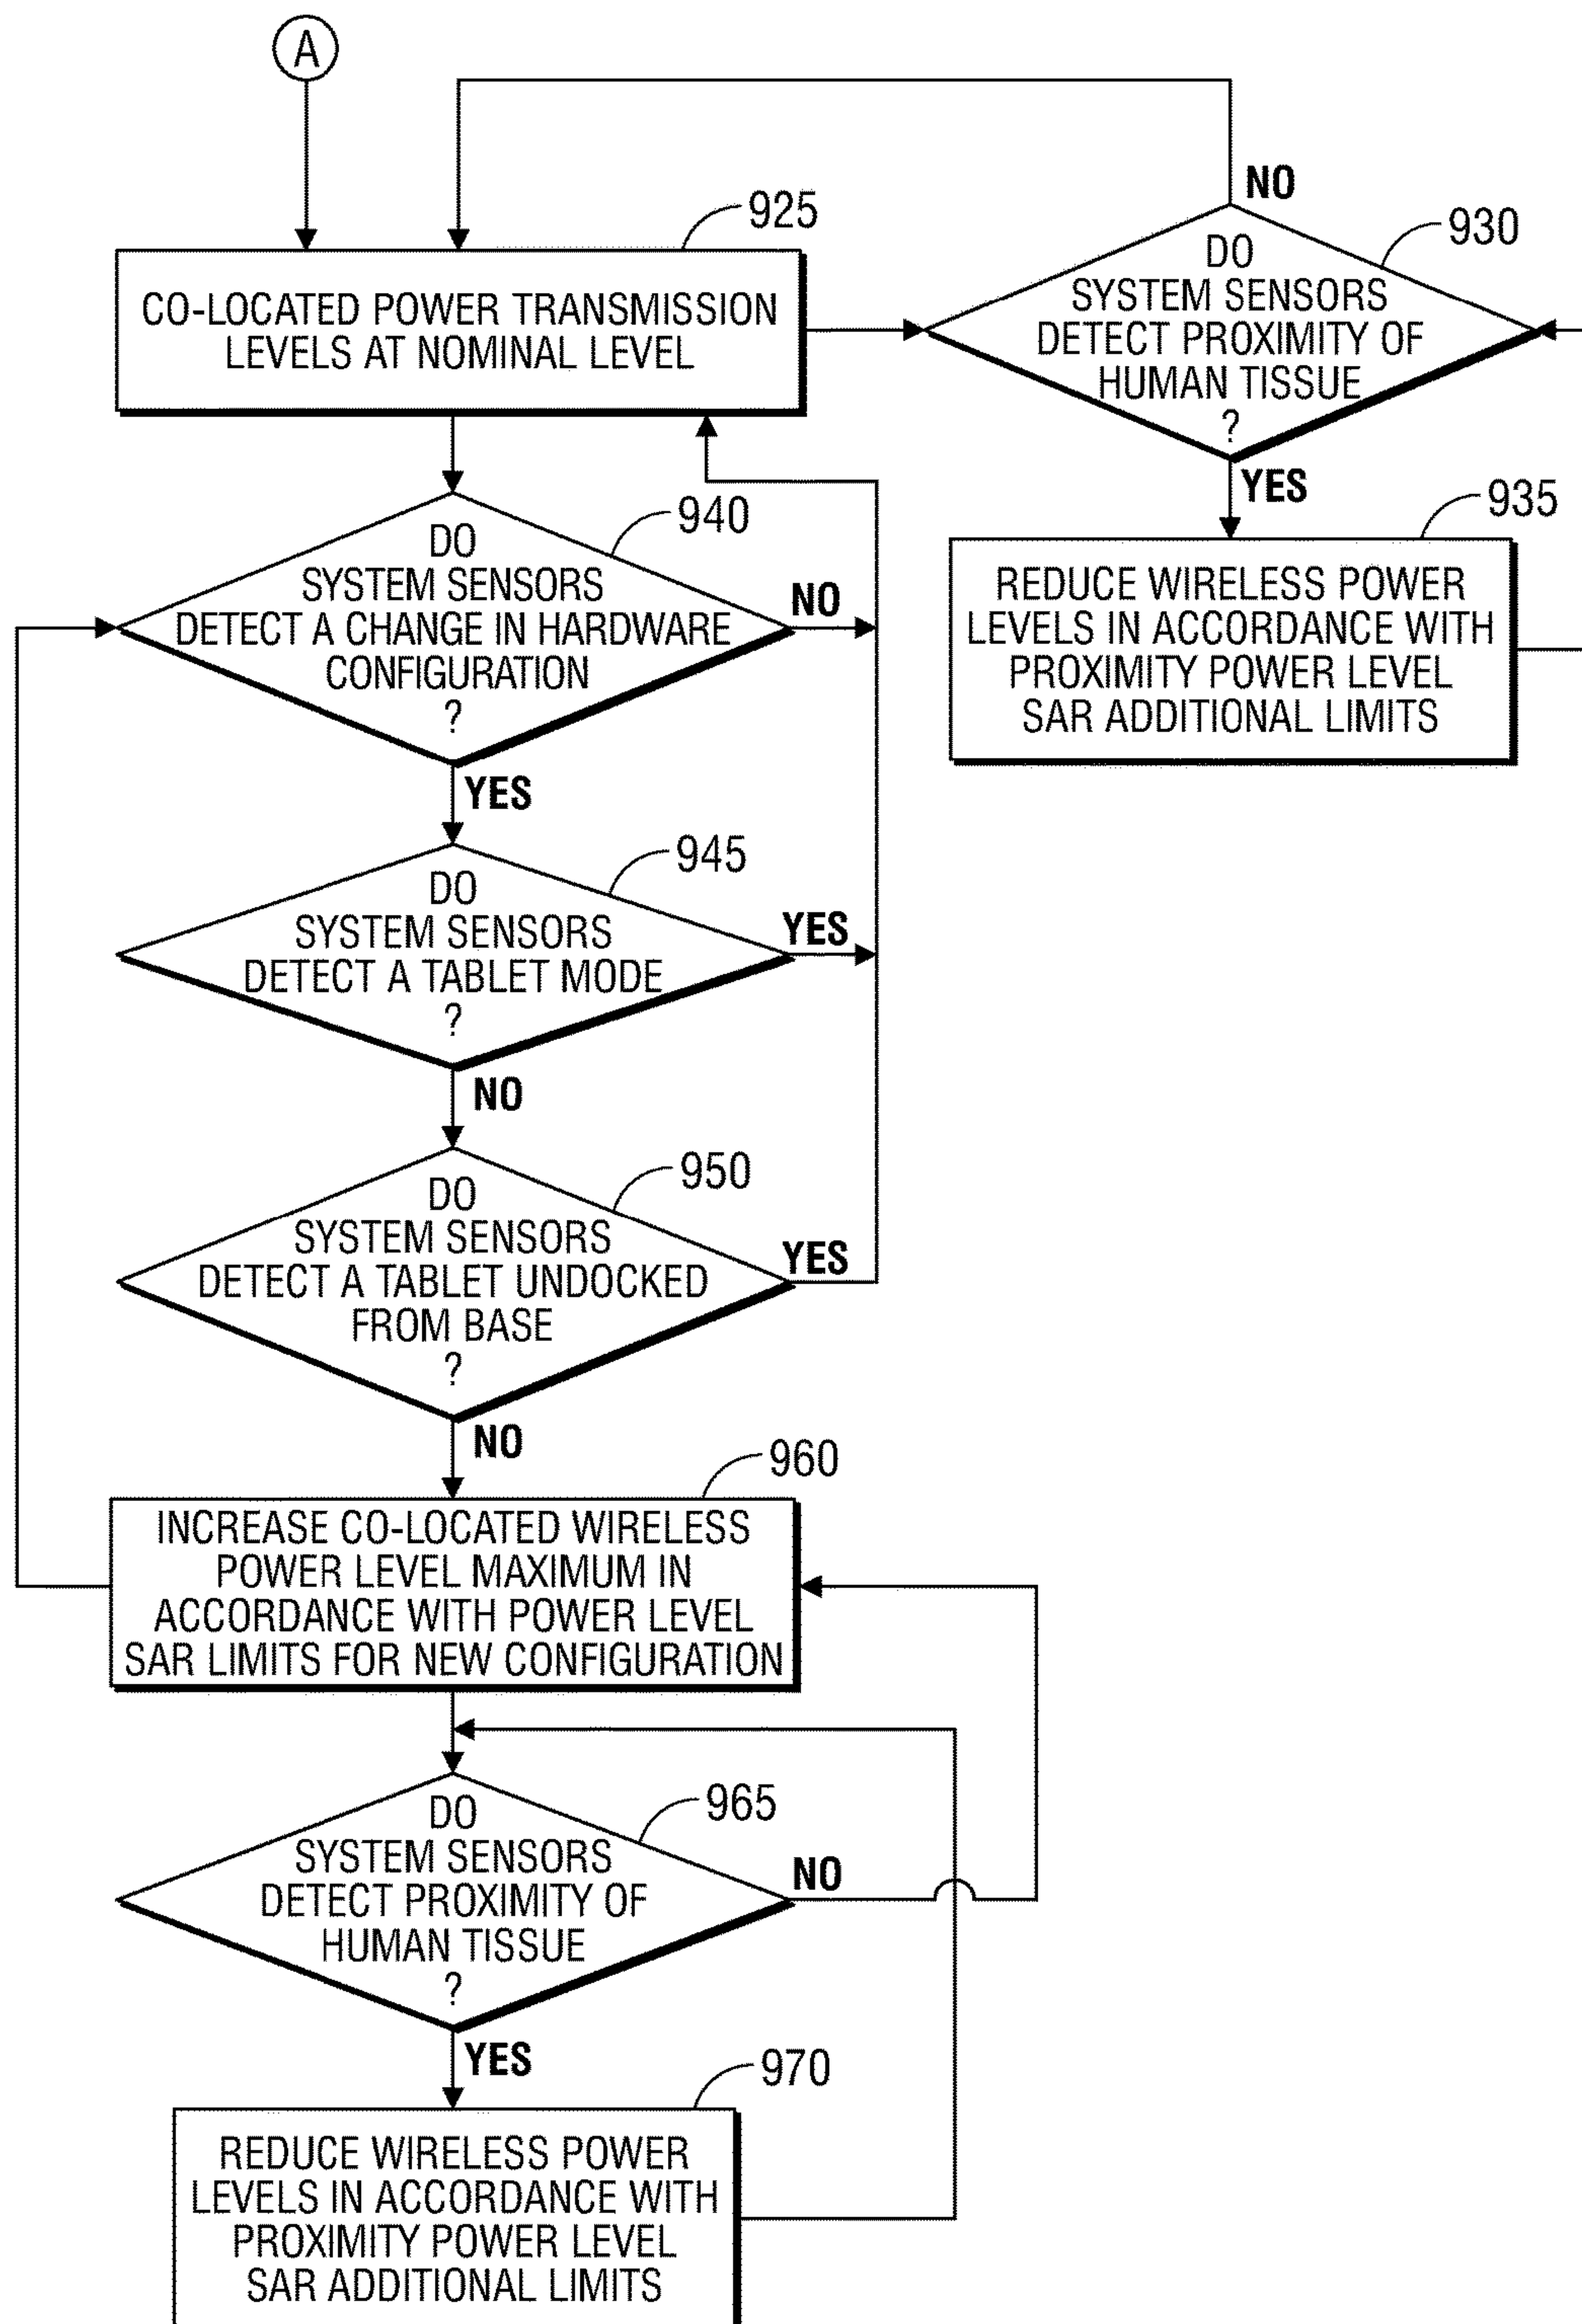 A
NO
925
CO-LOCATED POWER TRANSMISSION
LEVELS AT NOMINAL LEVEL
930
DO
SYSTEM SENSORS
DETECT PROXIMITY OF
HUMAN TISSUE
?
YES
935
REDUCE WIRELESS POWER
LEVELS IN ACCORDANCE WITH
PROXIMITY POWER LEVEL
SAR ADDITIONAL LIMITS
940
DO
SYSTEM SENSORS
DETECT A CHANGE IN HARDWARE
CONFIGURATION
?
NO
YES
945
DO
SYSTEM SENSORS
DETECT A TABLET MODE
?
YES
NO
950
DO
SYSTEM SENSORS
DETECT A TABLET UNDOCKED
FROM BASE
?
YES
NO
960
INCREASE CO-LOCATED WIRELESS
POWER LEVEL MAXIMUM IN
ACCORDANCE WITH POWER LEVEL
SAR LIMITS FOR NEW CONFIGURATION
965
DO
SYSTEM SENSORS
DETECT PROXIMITY OF
HUMAN TISSUE
?
NO
YES
970
REDUCE WIRELESS POWER
LEVELS IN ACCORDANCE WITH
PROXIMITY POWER LEVEL
SAR ADDITIONAL LIMITS